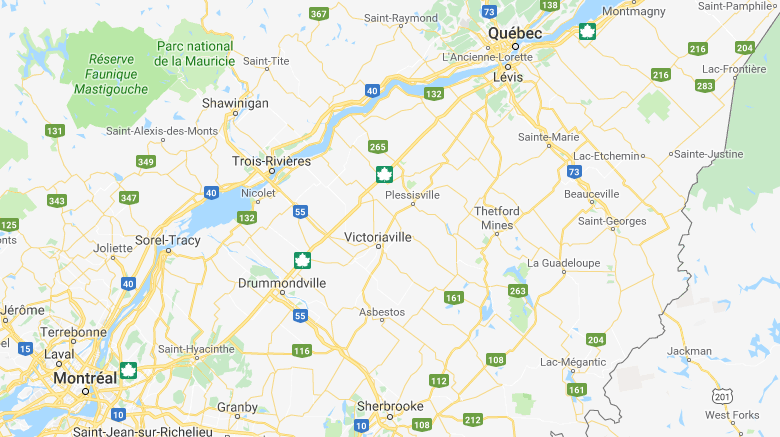 367
Saint-Raymond
73
138
Montmagny
Saint-Pamphile
Québec
Parc national
de la Mauricie
Réserve
Faunique
Mastigouche
Saint-Tite
L'Ancienne-Lorette
Lévis
216
204
Lac-Frontière
216
283
40
132
Shawinigan
131
Saint-Alexis-des-Monts
349
265
Sainte-Marie
Lac-Etchemin
Sainte-Justine
Trois-Rivières
73
343
347
40
Nicolet
132
55
Plessisville
Beauceville
Thetford
Mines
Saint-Georges
125
nts
Joliette
Sorel-Tracy
Victoriaville
La Guadeloupe
40
Drummondville
161
263
Jérôme
55
Asbestos
Terrebonne
15
Laval
el
Saint-Hyacinthe
116
204
108
Lac-Mégantic
Jackman
Montréal
112
161
201
10
Granby
Sherbrooke
10
108
212
West Forks
Saint-Jean-sur-Richelieu